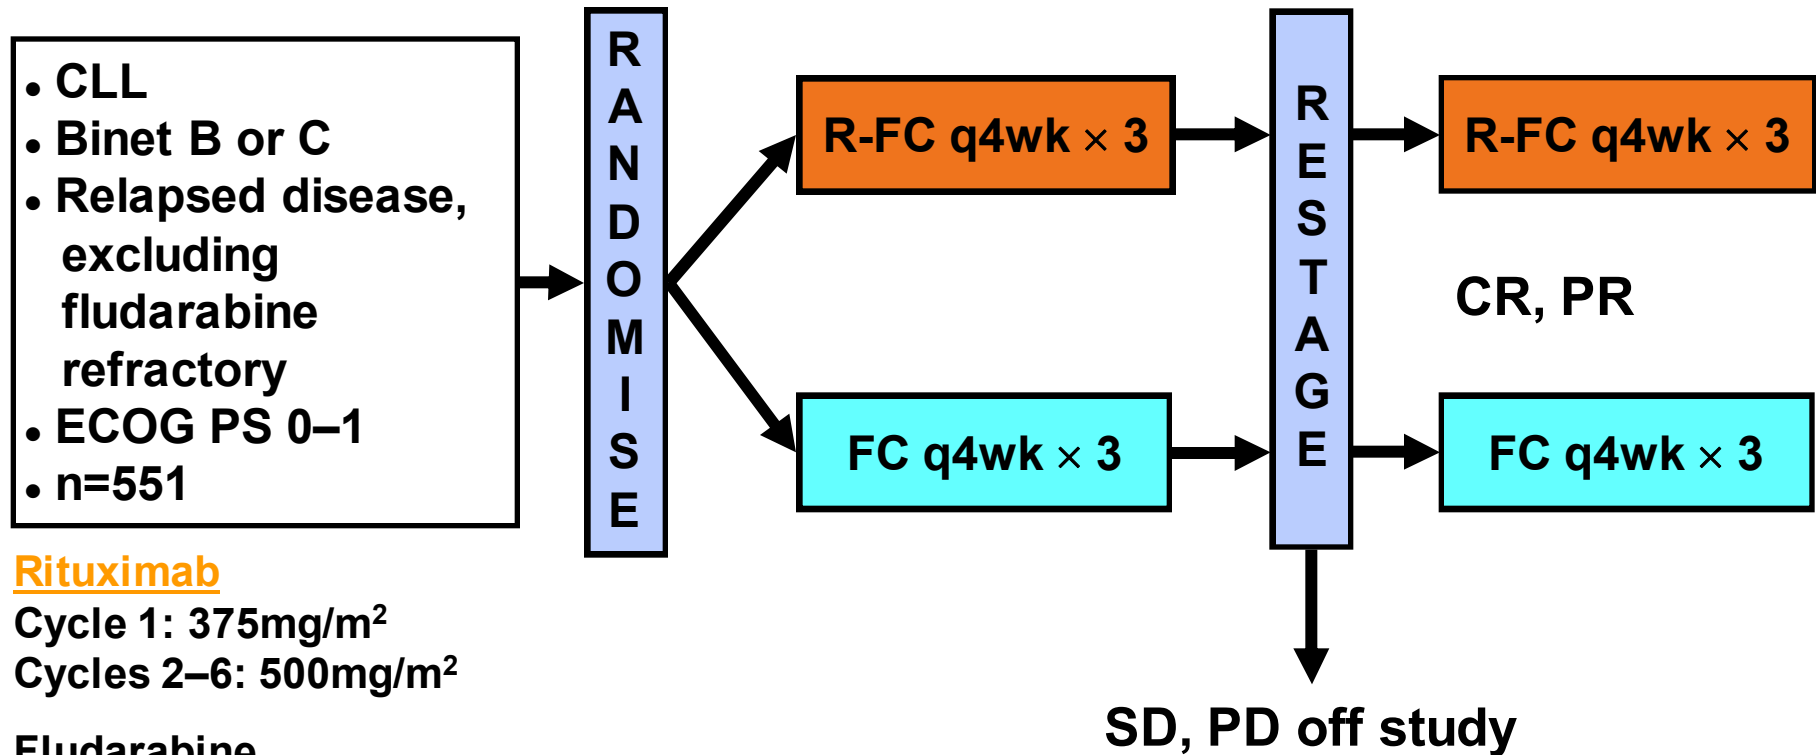 • CLL
• Binet B or C
• Relapsed disease,
excluding
fludarabine
refractory
• ECOG PS 0–1
• n=551
RANDOMISE
R-FC q4wk × 3
FC q4wk × 3
RESTAGE
R-FC q4wk × 3
CR, PR
FC q4wk × 3
SD, PD off study
Rituximab
Cycle 1: 375mg/m²
Cycles 2–6: 500mg/m²
Fludarabine